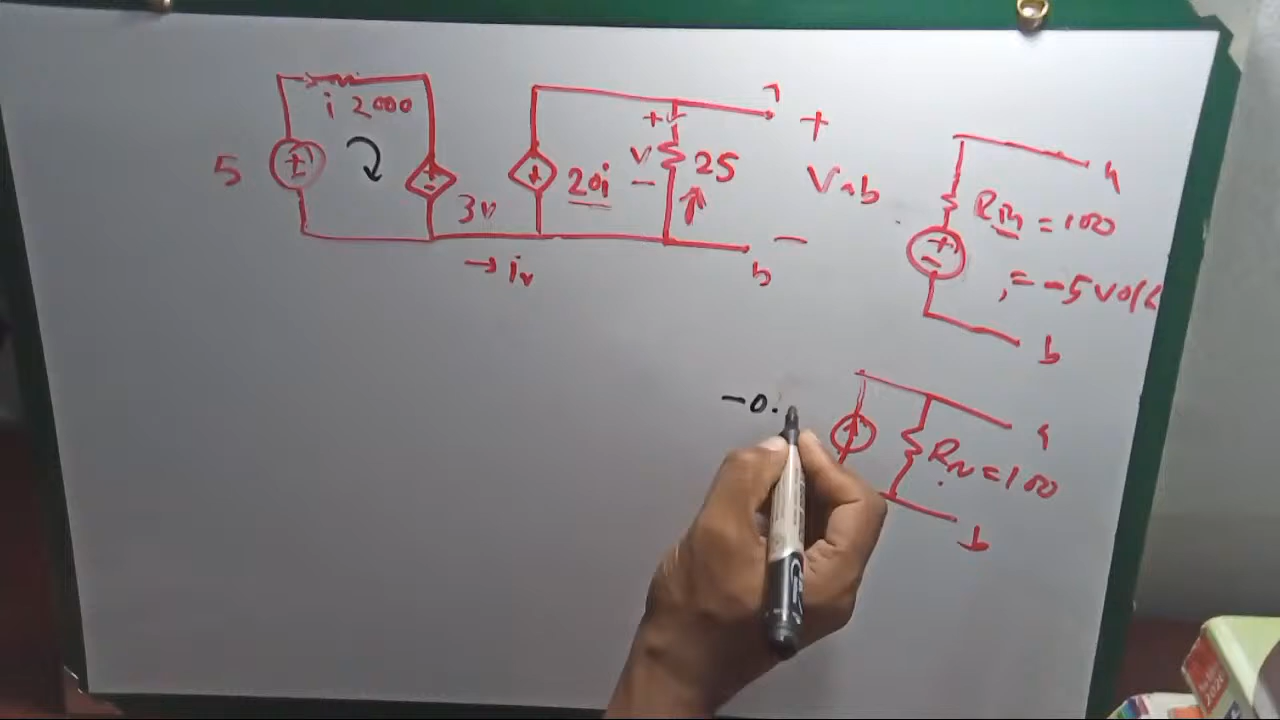 i 2000
5
+
-
3v
+
20i
+
v
-
25
+
Vab
-
b
→ iv
RTh = 100
+
-
= -5 volt
b
-0.
RN = 100
b